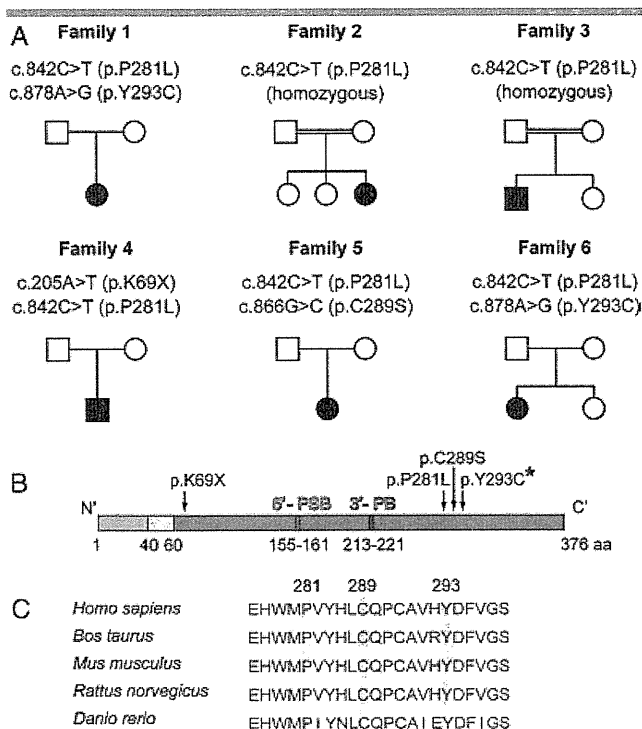 A
Family 1
Family 2
Family 3
c.842C>T (p.P281L)
c.878A>G (p.Y293C)
c.842C>T (p.P281L)
(homozygous)
c.842C>T (p.P281L)
(homozygous)
Family 4
Family 5
Family 6
c.205A>T (p.K69X)
c.842C>T (p.P281L)
c.842C>T (p.P281L)
c.866G>C (p.C289S)
c.842C>T (p.P281L)
c.878A>G (p.Y293C)
B
p.C289S
p.K69X
p.P281L
p.Y293C*
N'
5'- PSB
3'- PB
C'
1 40 60 155-161 213-221 376 aa
C
281 289 293
Homo sapiens EHWMPVYHLCQPCAVHYDFVGS
Bos taurus EHWMPVYHLCQPCAVRYDFVGS
Mus musculus EHWMPVYHLCQPCAVHYDFVGS
Rattus norvegicus EHWMPVYHLCQPCAVHYDFVGS
Danio rerio EHWMPIYNLCQPCAIEYDFIGS